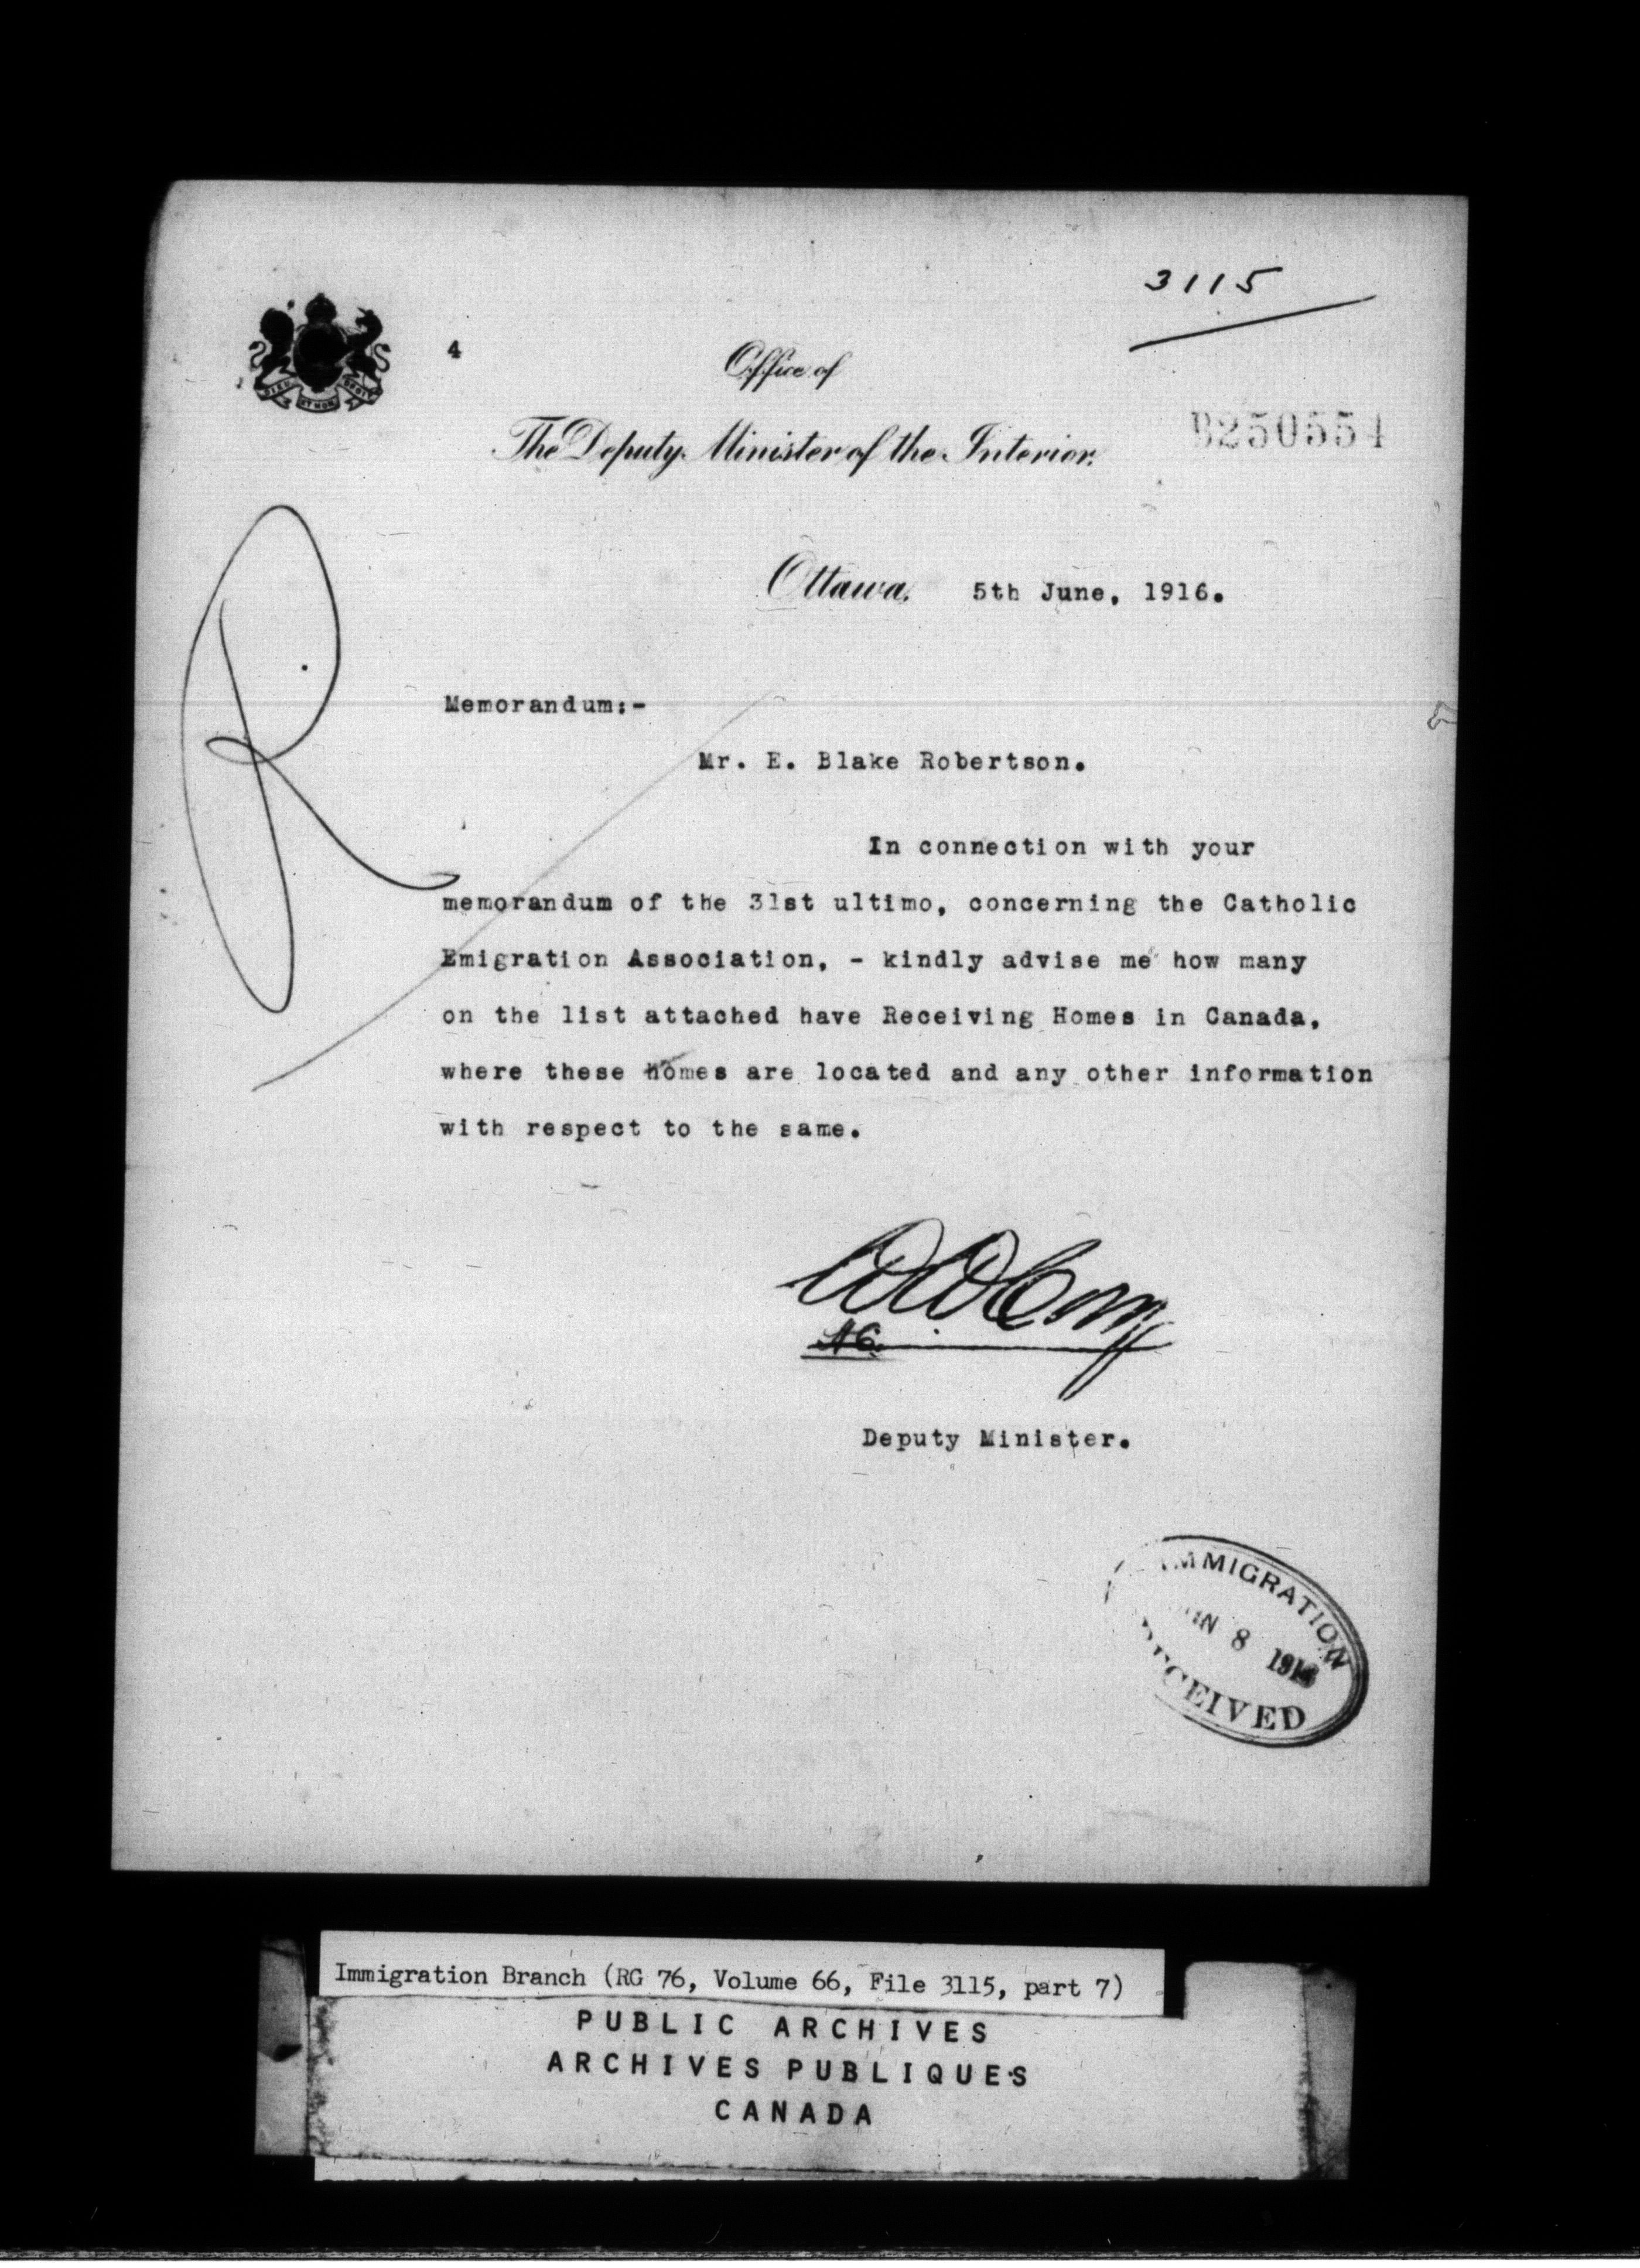 3115
4
Office of
The Deputy Minister of the Interior.
B250554
Ottawa, 5th June, 1916.
Memorandum:-
Mr. E. Blake Robertson.
In connection with your
memorandum of the 31st ultimo, concerning the Catholic
Emigration Association, - kindly advise me how many
on the list attached have Receiving Homes in Canada,
where these homes are located and any other information
with respect to the same.
WWCory
Deputy Minister.
IMMIGRATION
JUN 8 1916
RECEIVED
Immigration Branch (RG 76, Volume 66, File 3115, part 7)
PUBLIC ARCHIVES
ARCHIVES PUBLIQUES
CANADA